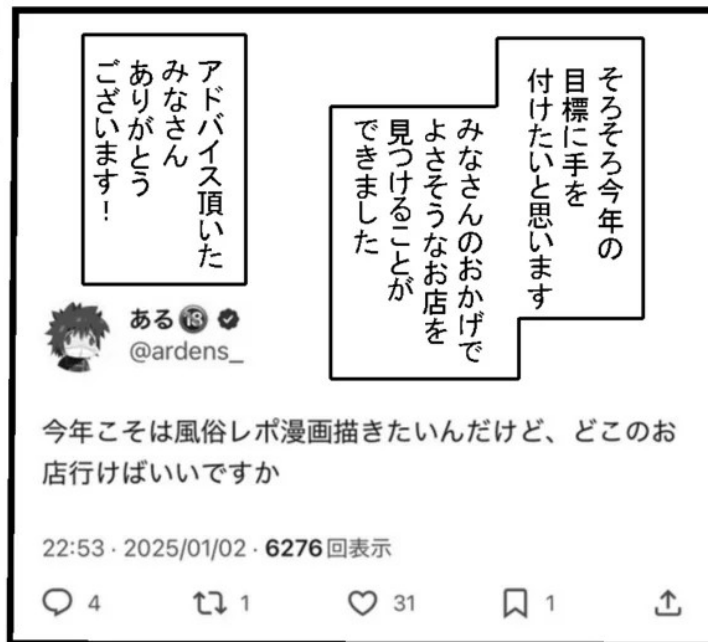 そろそろ今年の
目標に手を
付けたいと思います
みなさんのおかげで
よさそうなお店を
見つけることが
できました
アドバイス頂いた
みなさん
ありがとう
ございます！
ある🔞
@ardens_
今年こそは風俗レポ漫画描きたいんだけど、どこのお
店行けばいいですか
22:53 · 2025/01/02 · 6276回表示
4 1 31 1